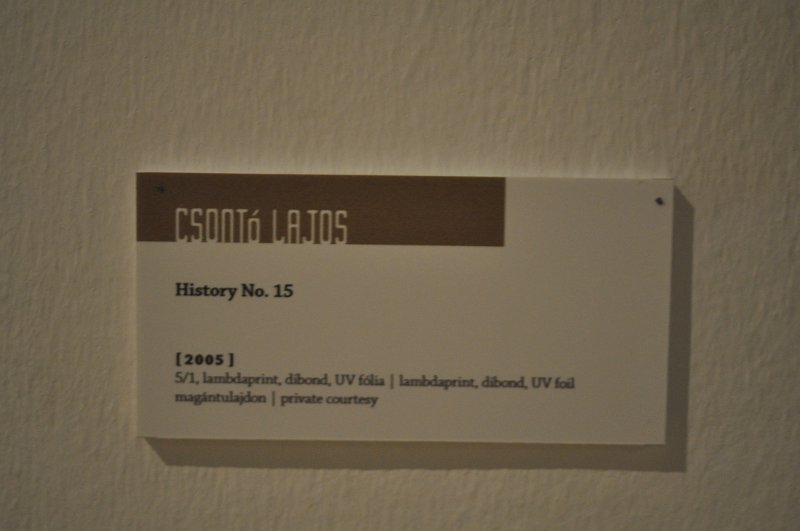 CSONTó LAJOS
History No. 15
[2005]
5/1, lambdaprint, dibond, UV fólia | lambdaprint, dibond, UV foil
magántulajdon | private courtesy